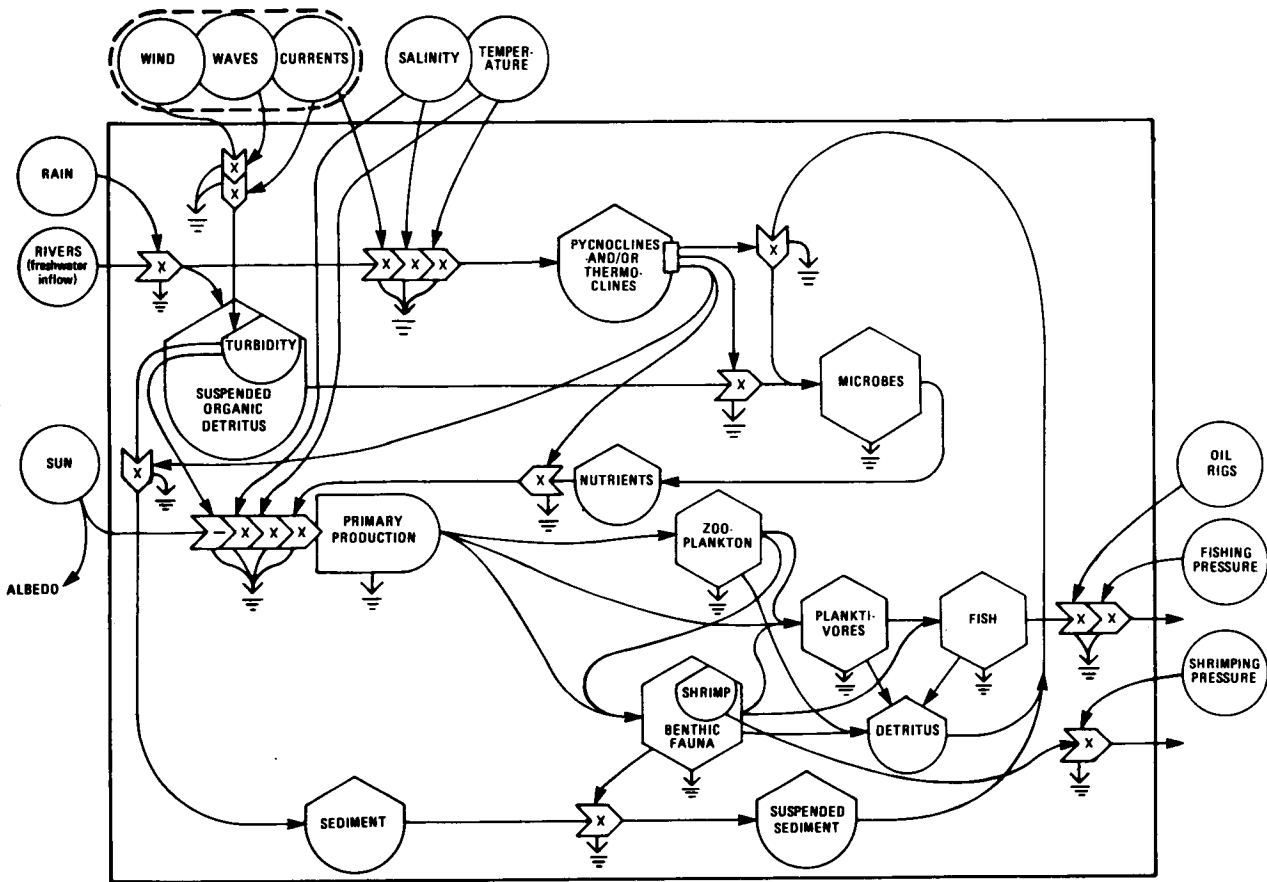 WIND
WAVES
CURRENTS
SALINITY
TEMPER-
ATURE
RAIN
RIVERS
(freshwater
inflow)
X
X
X
X
X
X
PYCNOCLINES
AND/OR
THERMO-
CLINES
X
TURBIDITY
SUSPENDED
ORGANIC
DETRITUS
X
MICROBES
SUN
X
X
NUTRIENTS
OIL
RIGS
–
X
X
X
PRIMARY
PRODUCTION
ZOO-
PLANKTON
FISHING
PRESSURE
ALBEDO
PLANKTI-
VORES
FISH
X
X
SHRIMPING
PRESSURE
SHRIMP
BENTHIC
FAUNA
DETRITUS
X
SEDIMENT
X
SUSPENDED
SEDIMENT